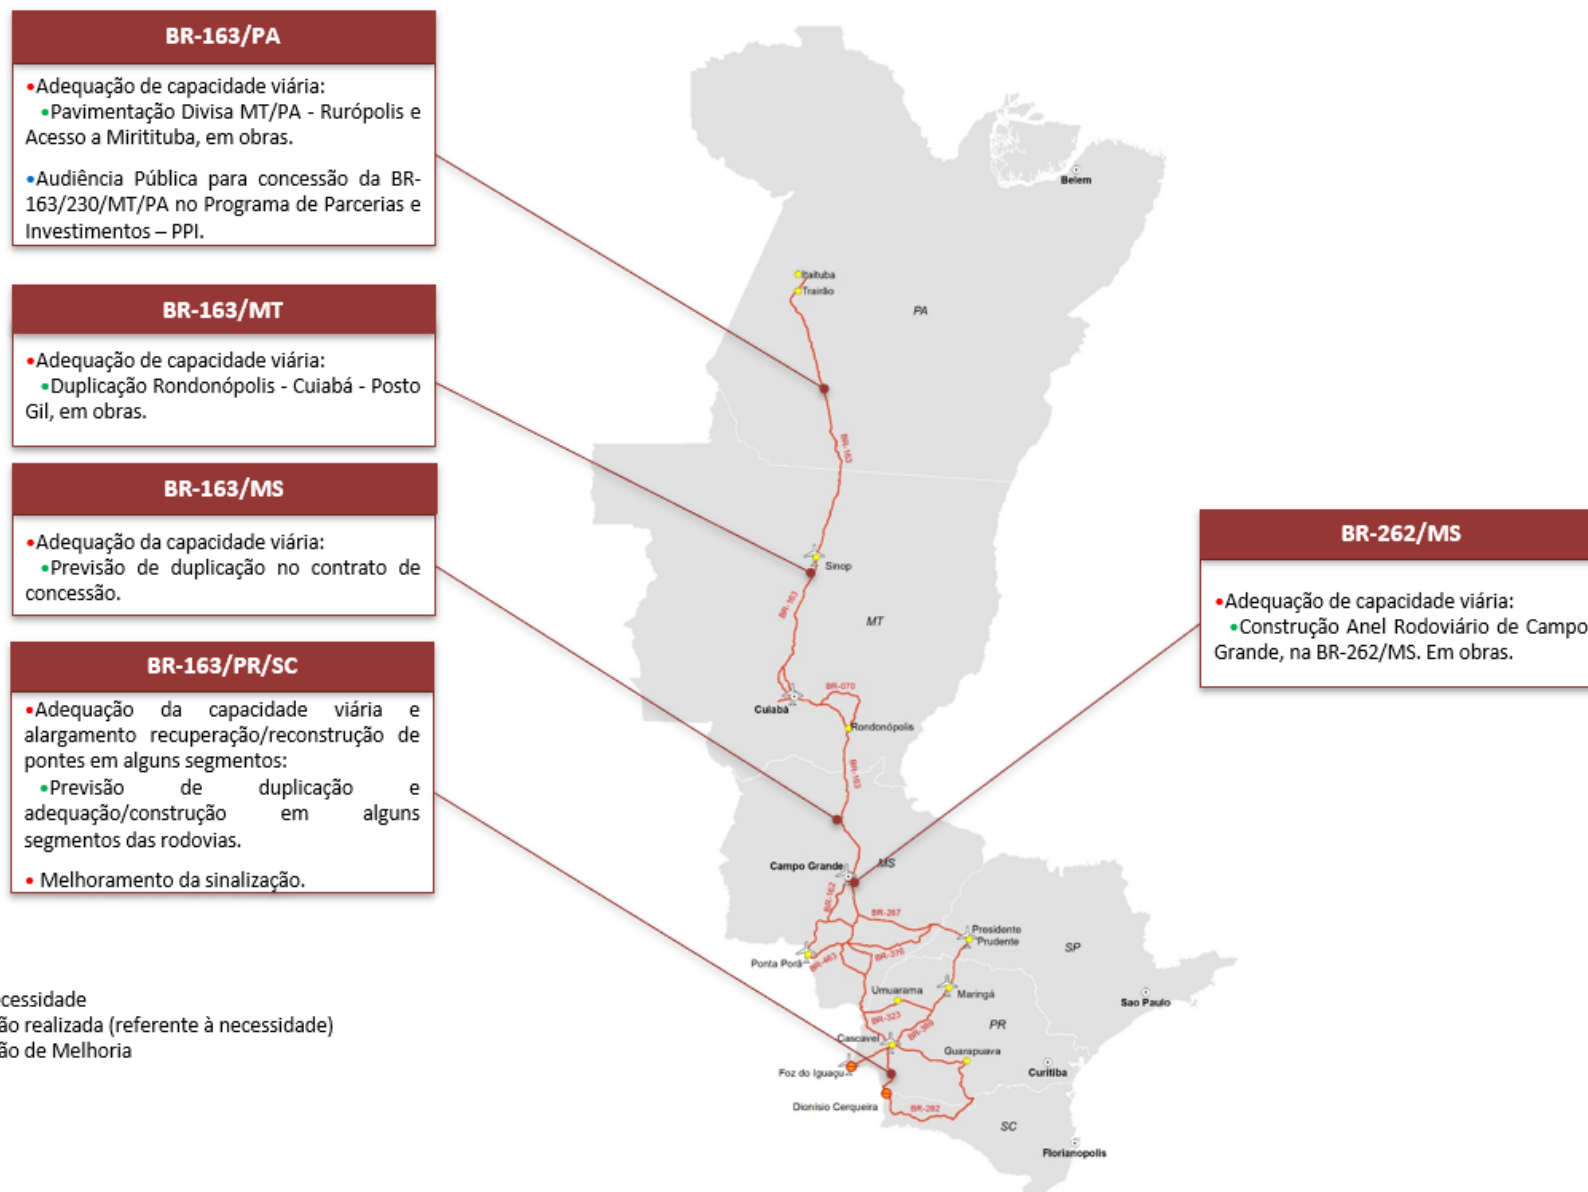 BR-163/PA
•Adequação de capacidade viária:
•Pavimentação Divisa MT/PA - Rurópolis e
Acesso a Miritituba, em obras.
•Audiência Pública para concessão da BR-
163/230/MT/PA no Programa de Parcerias e
Investimentos – PPI.
BR-163/MT
•Adequação de capacidade viária:
•Duplicação Rondonópolis - Cuiabá - Posto
Gil, em obras.
BR-163/MS
•Adequação da capacidade viária:
•Previsão de duplicação no contrato de
concessão.
BR-163/PR/SC
•Adequação da capacidade viária e
alargamento recuperação/reconstrução de
pontes em alguns segmentos:
•Previsão de duplicação e
adequação/construção em alguns
segmentos das rodovias.
• Melhoramento da sinalização.
BR-262/MS
•Adequação de capacidade viária:
•Construção Anel Rodoviário de Campo
Grande, na BR-262/MS. Em obras.
cessidade
ão realizada (referente à necessidade)
ão de Melhoria
Belem
Itaituba
Trairão
PA
BR-163
Sinop
BR-163
MT
BR-070
Cuiabá
Rondonópolis
BR-163
Campo Grande
MS
BR-162
BR-267
Presidente
Prudente
SP
Ponta Porã
BR-463
BR-376
Umuarama
Maringá
Sao Paulo
BR-323
BR-369
PR
Cascavel
Guarapuava
Foz do Iguaçu
Curitiba
Dionísio Cerqueira
BR-282
SC
Florianopolis